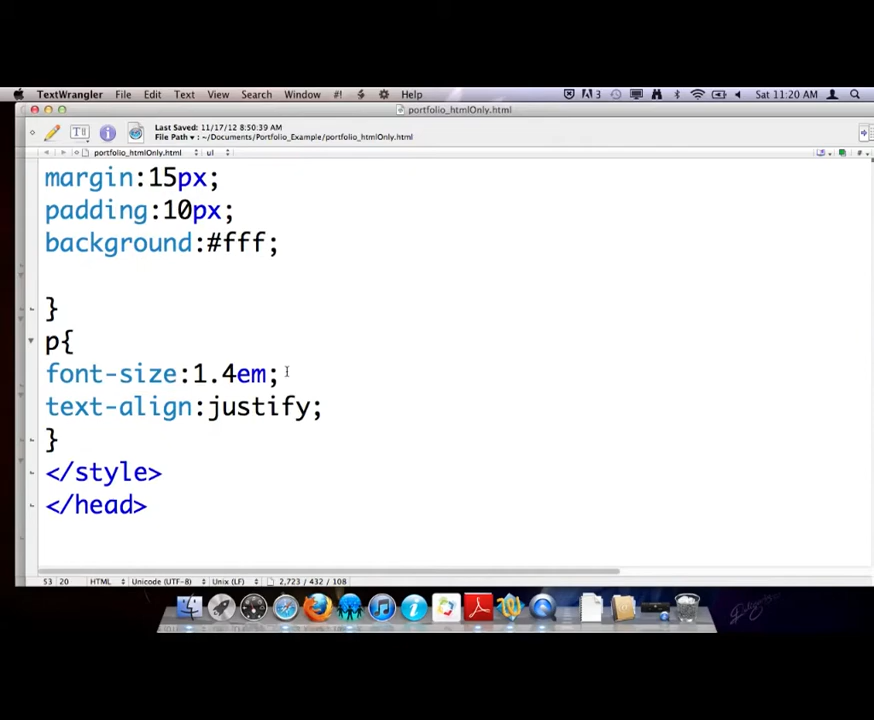 TextWrangler File Edit Text View Search Window #! Help 3 Sat 11:20 AM
portfolio_htmlOnly.html
Last Saved: 11/17/12 8:50:39 AM
File Path ▾ : ~/Documents/Portfolio_Example/portfolio_htmlOnly.html
portfolio_htmlOnly.html ul
margin:15px;
padding:10px;
background:#fff;
}
p{
font-size:1.4em;
text-align:justify;
}
</style>
</head>
53 20 HTML Unicode (UTF-8) Unix (LF) 2,723 / 432 / 108